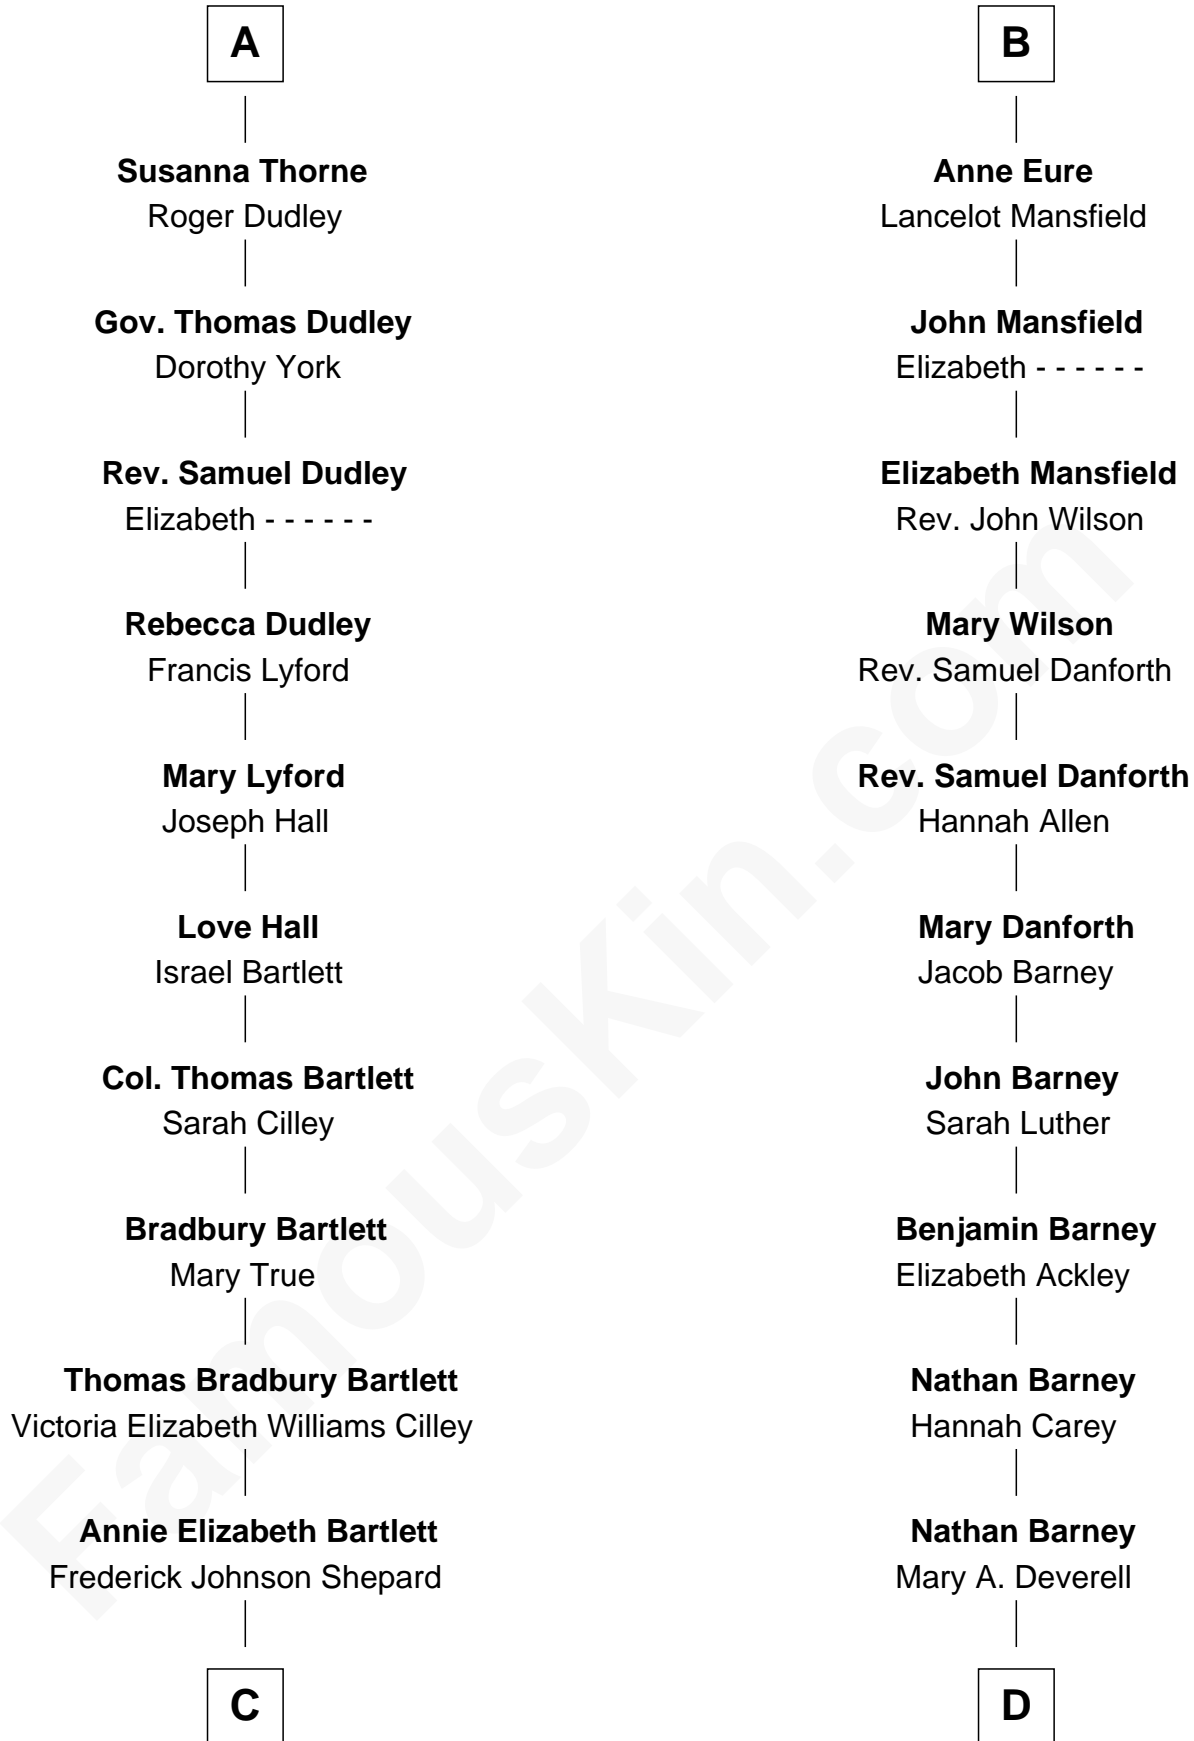 A
Susanna Thorne
Roger Dudley
Gov. Thomas Dudley
Dorothy York
Rev. Samuel Dudley
Elizabeth - - - - - -
Rebecca Dudley
Francis Lyford
Mary Lyford
Joseph Hall
Love Hall
Israel Bartlett
Col. Thomas Bartlett
Sarah Cilley
Bradbury Bartlett
Mary True
Thomas Bradbury Bartlett
Victoria Elizabeth Williams Cilley
Annie Elizabeth Bartlett
Frederick Johnson Shepard
C
B
Anne Eure
Lancelot Mansfield
John Mansfield
Elizabeth - - - - - -
Elizabeth Mansfield
Rev. John Wilson
Mary Wilson
Rev. Samuel Danforth
Rev. Samuel Danforth
Hannah Allen
Mary Danforth
Jacob Barney
John Barney
Sarah Luther
Benjamin Barney
Elizabeth Ackley
Nathan Barney
Hannah Carey
Nathan Barney
Mary A. Deverell
D
FamousKin.com